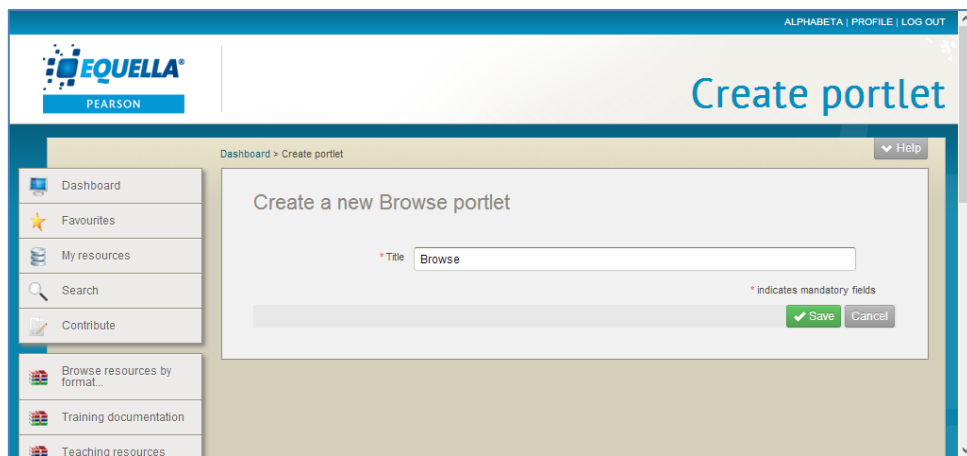 ALPHABETA | PROFILE | LOG OUT
EQUELLA®
PEARSON
Create portlet
Dashboard > Create portlet
Help
Dashboard
Favourites
My resources
Search
Contribute
Browse resources by
format...
Training documentation
Teaching resources
Create a new Browse portlet
* Title Browse
* indicates mandatory fields
Save Cancel